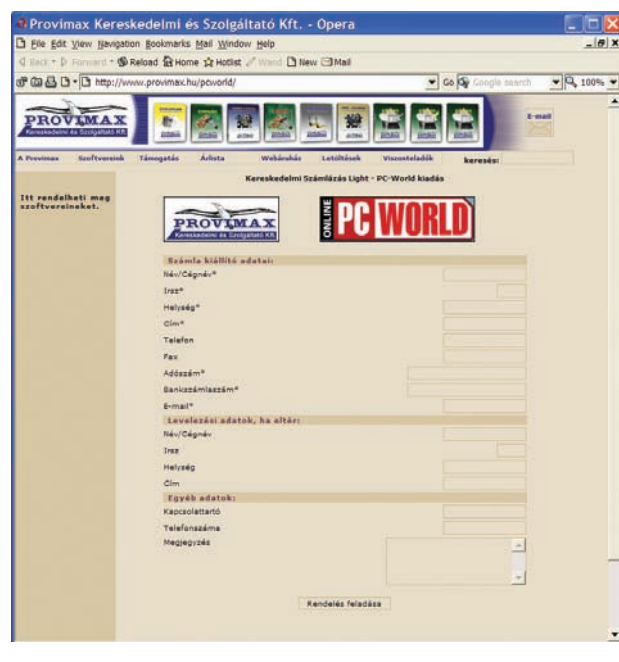 Provimax Kereskedelmi és Szolgáltató Kft. - Opera
File Edit View Navigation Bookmarks Mail Window Help
Back Forward Reload Home Hotlist Wand New Mail
http://www.provimax.hu/pcworld/ Go Google search 100%
PROVIMAX
Kereskedelmi és Szolgáltató Kft.
E-mail
A Provimax Szoftvereink Támogatás Árlista Webáruház Letöltések Viszonteladók keresés:
Kereskedelmi Számlázás Light - PC-World kiadás
Itt rendelheti meg
szoftvereinket.
PROVIMAX
Kereskedelmi és Szolgáltató Kft.
ONLINE PC WORLD
Számla kiállító adatai:
Név/Cégnév*
Irsz*
Helység*
Cím*
Telefon
Fax
Adószám*
Bankszámlaszám*
E-mail*
Levelezési adatok, ha eltér:
Név/Cégnév
Irsz
Helység
Cím
Egyéb adatok:
Kapcsolattartó
Telefonszáma
Megjegyzés
Rendelés feladása